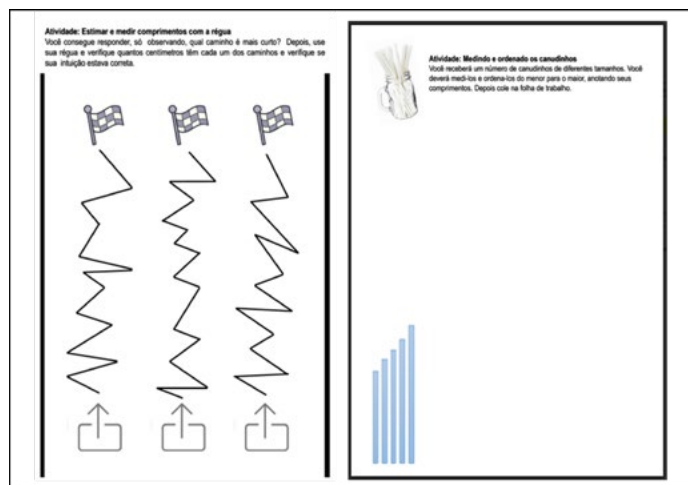 Atividade: Estimar e medir comprimentos com a régua
Você consegue responder, só observando, qual caminho é mais curto? Depois, use
sua régua e verifique quantos centímetros têm cada um dos caminhos e verifique se
sua intuição estava correta.
Atividade: Medindo e ordenado os canudinhos
Você receberá um número de canudinhos de diferentes tamanhos. Você
deverá medi-los e ordena-los do menor para o maior, anotando seus
comprimentos. Depois cole na folha de trabalho.